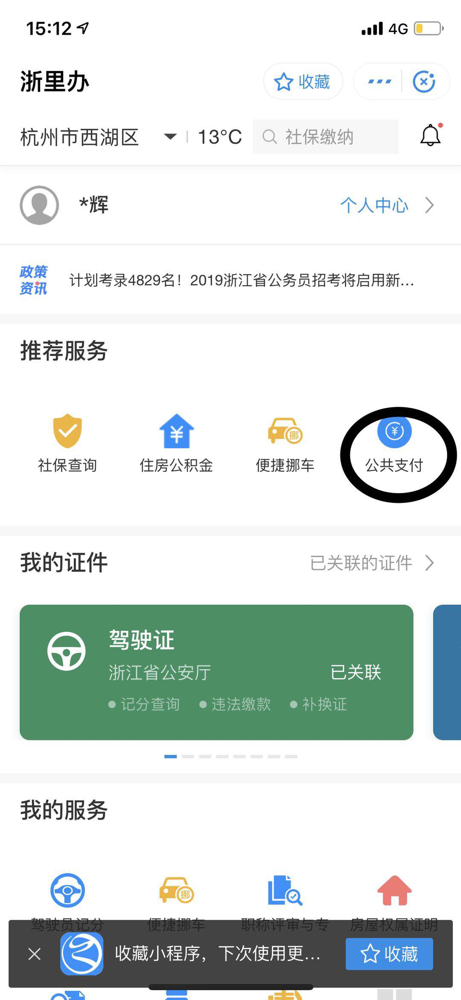 15:12 4G
浙里办 收藏
杭州市西湖区 13°C 社保缴纳
*辉 个人中心
政策
资讯
计划考录4829名！2019浙江省公务员招考将启用新...
推荐服务
¥ 挪 ¥
社保查询 住房公积金 便捷挪车 公共支付
我的证件 已关联的证件
驾驶证
浙江省公安厅 已关联
记分查询 违法缴款 补换证
我的服务
挪
驾驶员记分 便捷挪车 职称评审与专 房屋权属证明
收藏小程序，下次使用更... 收藏